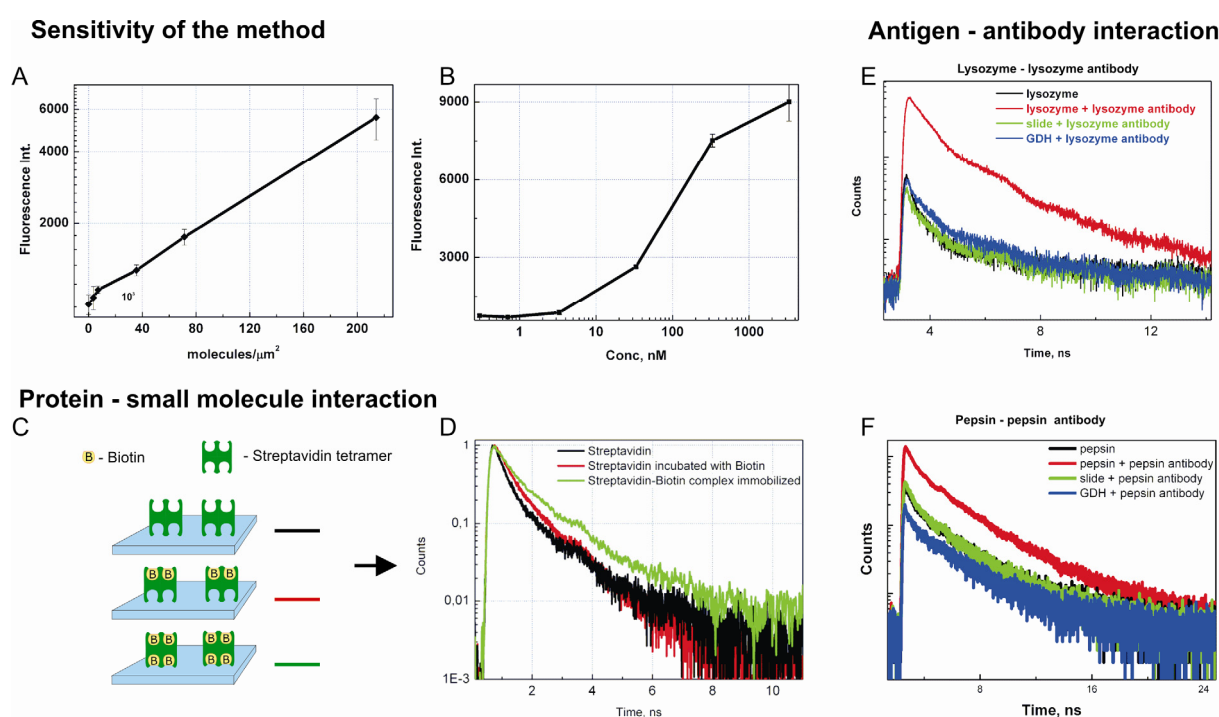 Sensitivity of the method
Antigen - antibody interaction
A
6000
4000
2000
10³
0 40 80 120 160 200
Fluorescence Int.
molecules/µm²
B
9000
6000
3000
1 10 100 1000
Fluorescence Int.
Conc, nM
E
Lysozyme - lysozyme antibody
lysozyme
lysozyme + lysozyme antibody
slide + lysozyme antibody
GDH + lysozyme antibody
Counts
4 8 12
Time, ns
Protein - small molecule interaction
C
B - Biotin
- Streptavidin tetramer
B B B B
B B B B
B B B B
D
Streptavidin
Streptavidin incubated with Biotin
Streptavidin-Biotin complex immobilized
1
0,1
0,01
1E-3
Counts
2 4 6 8 10
Time, ns
F
Pepsin - pepsin antibody
pepsin
pepsin + pepsin antibody
slide + pepsin antibody
GDH + pepsin antibody
Counts
8 16 24
Time, ns